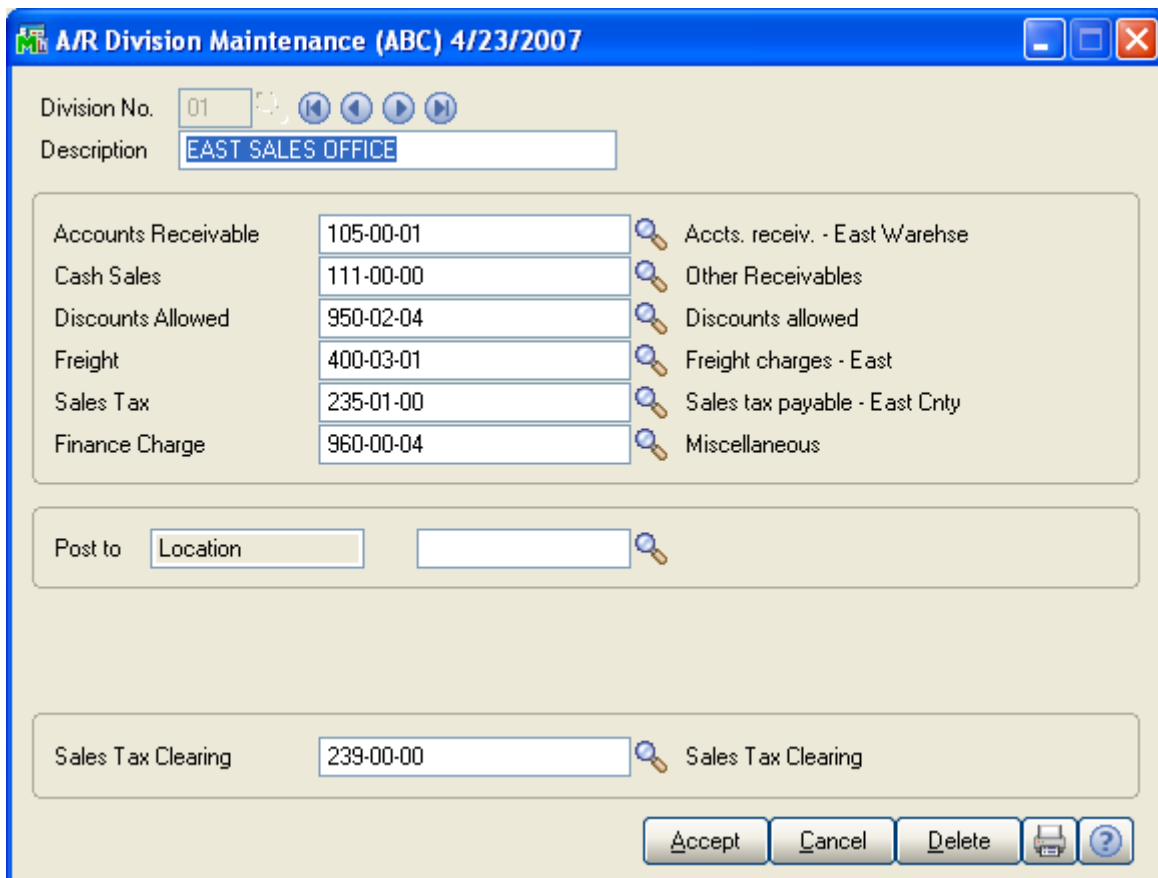 A/R Division Maintenance (ABC) 4/23/2007
Division No. 01
Description EAST SALES OFFICE
Accounts Receivable 105-00-01 Accts. receiv. - East Warehse
Cash Sales 111-00-00 Other Receivables
Discounts Allowed 950-02-04 Discounts allowed
Freight 400-03-01 Freight charges - East
Sales Tax 235-01-00 Sales tax payable - East Cnty
Finance Charge 960-00-04 Miscellaneous
Post to Location
Sales Tax Clearing 239-00-00 Sales Tax Clearing
Accept Cancel Delete ?